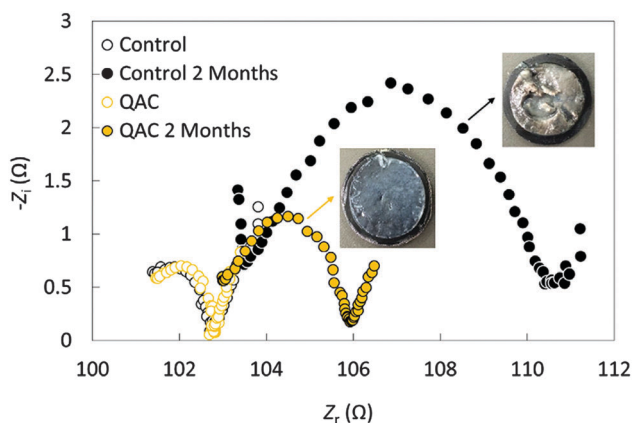 3
2.5
2
1.5
1
0.5
0
100
102
104
106
108
110
112
-Zi (Ω)
Zr (Ω)
Control
Control 2 Months
QAC
QAC 2 Months